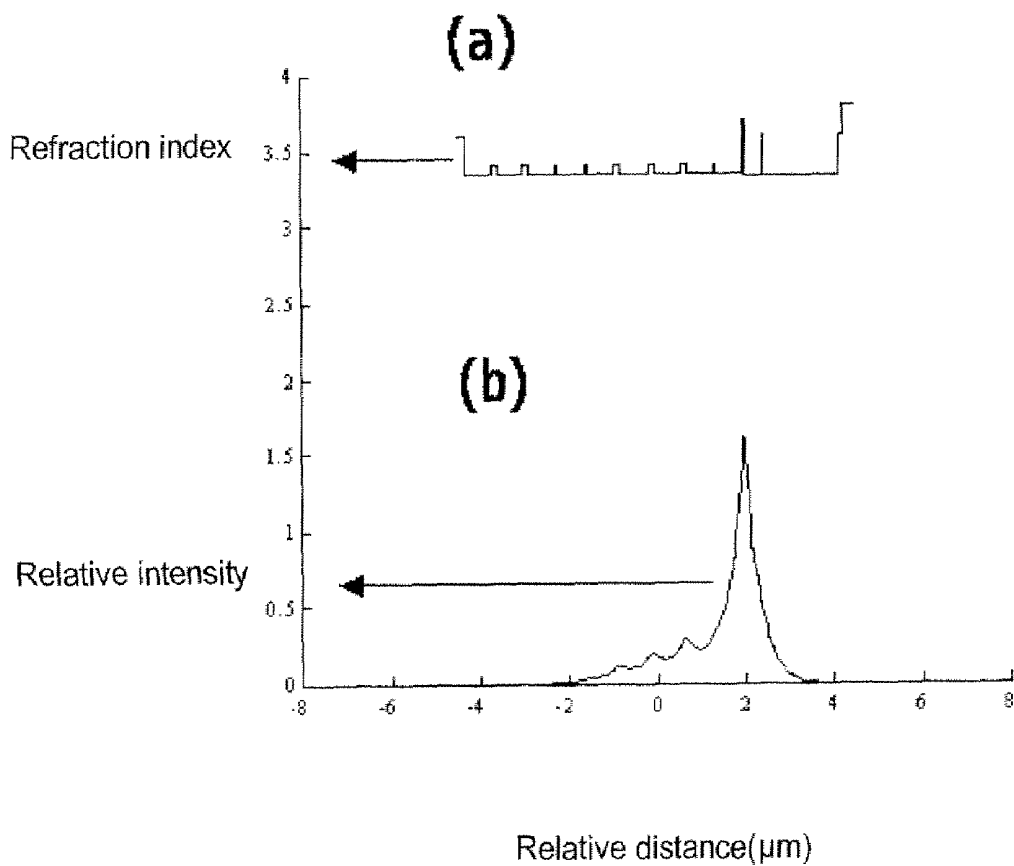 (a)
4
Refraction index
3.5
3
2.5
(b)
2
1.5
1
Relative intensity
0.5
0
-8 -6 -4 -2 0 2 4 6 8
Relative distance(μm)